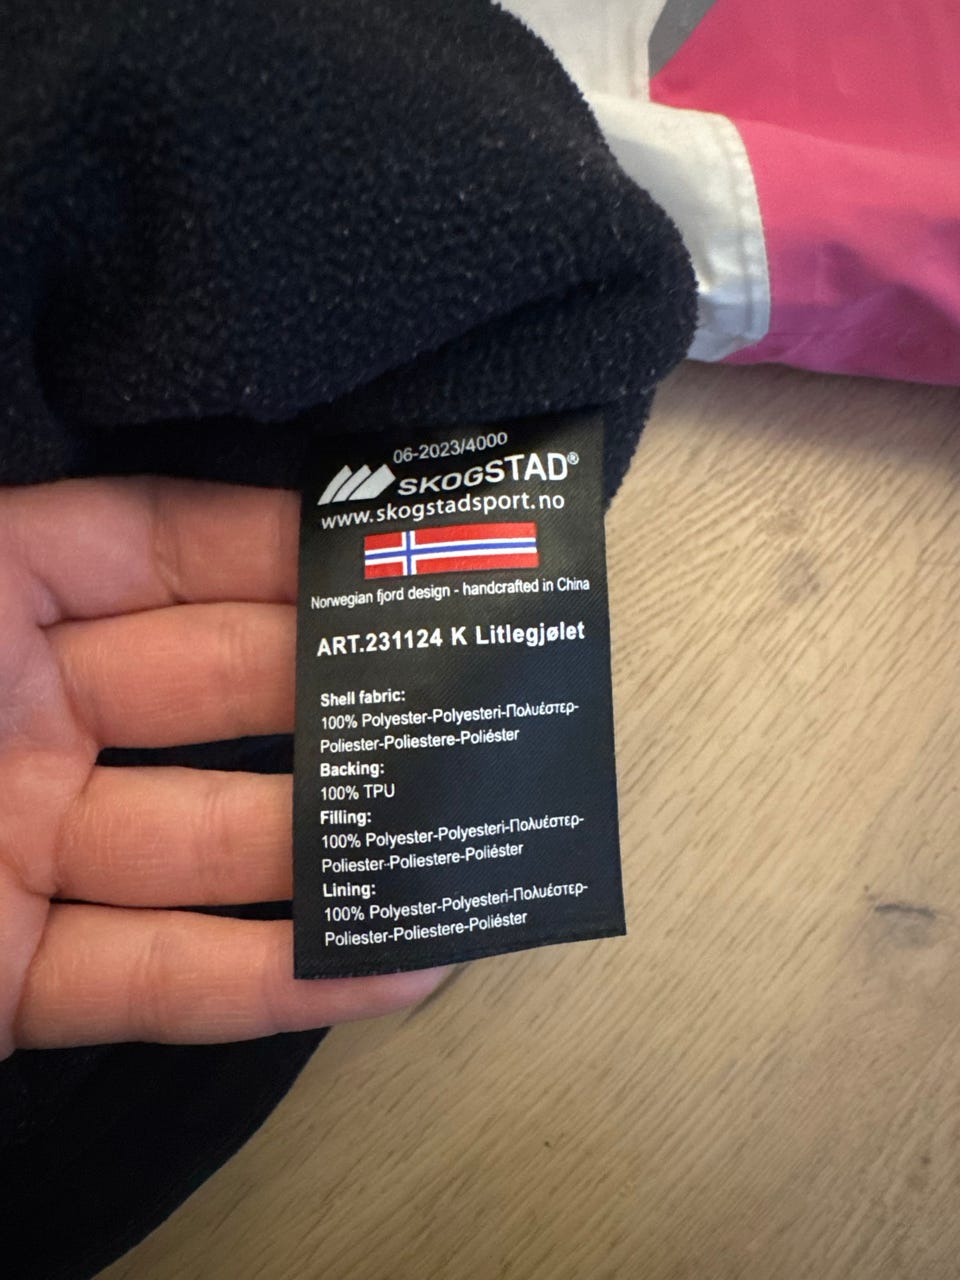 06-2023/4000
SKOGSTAD®
www.skogstadsport.no
Norwegian fjord design - handcrafted in China
ART.231124 K Litlegjølet
Shell fabric:
100% Polyester-Polyesteri-Πολυέστερ-
Poliester-Poliestere-Poliéster
Backing:
100% TPU
Filling:
100% Polyester-Polyesteri-Πολυέστερ-
Poliester-Poliestere-Poliéster
Lining:
100% Polyester-Polyesteri-Πολυέστερ-
Poliester-Poliestere-Poliéster